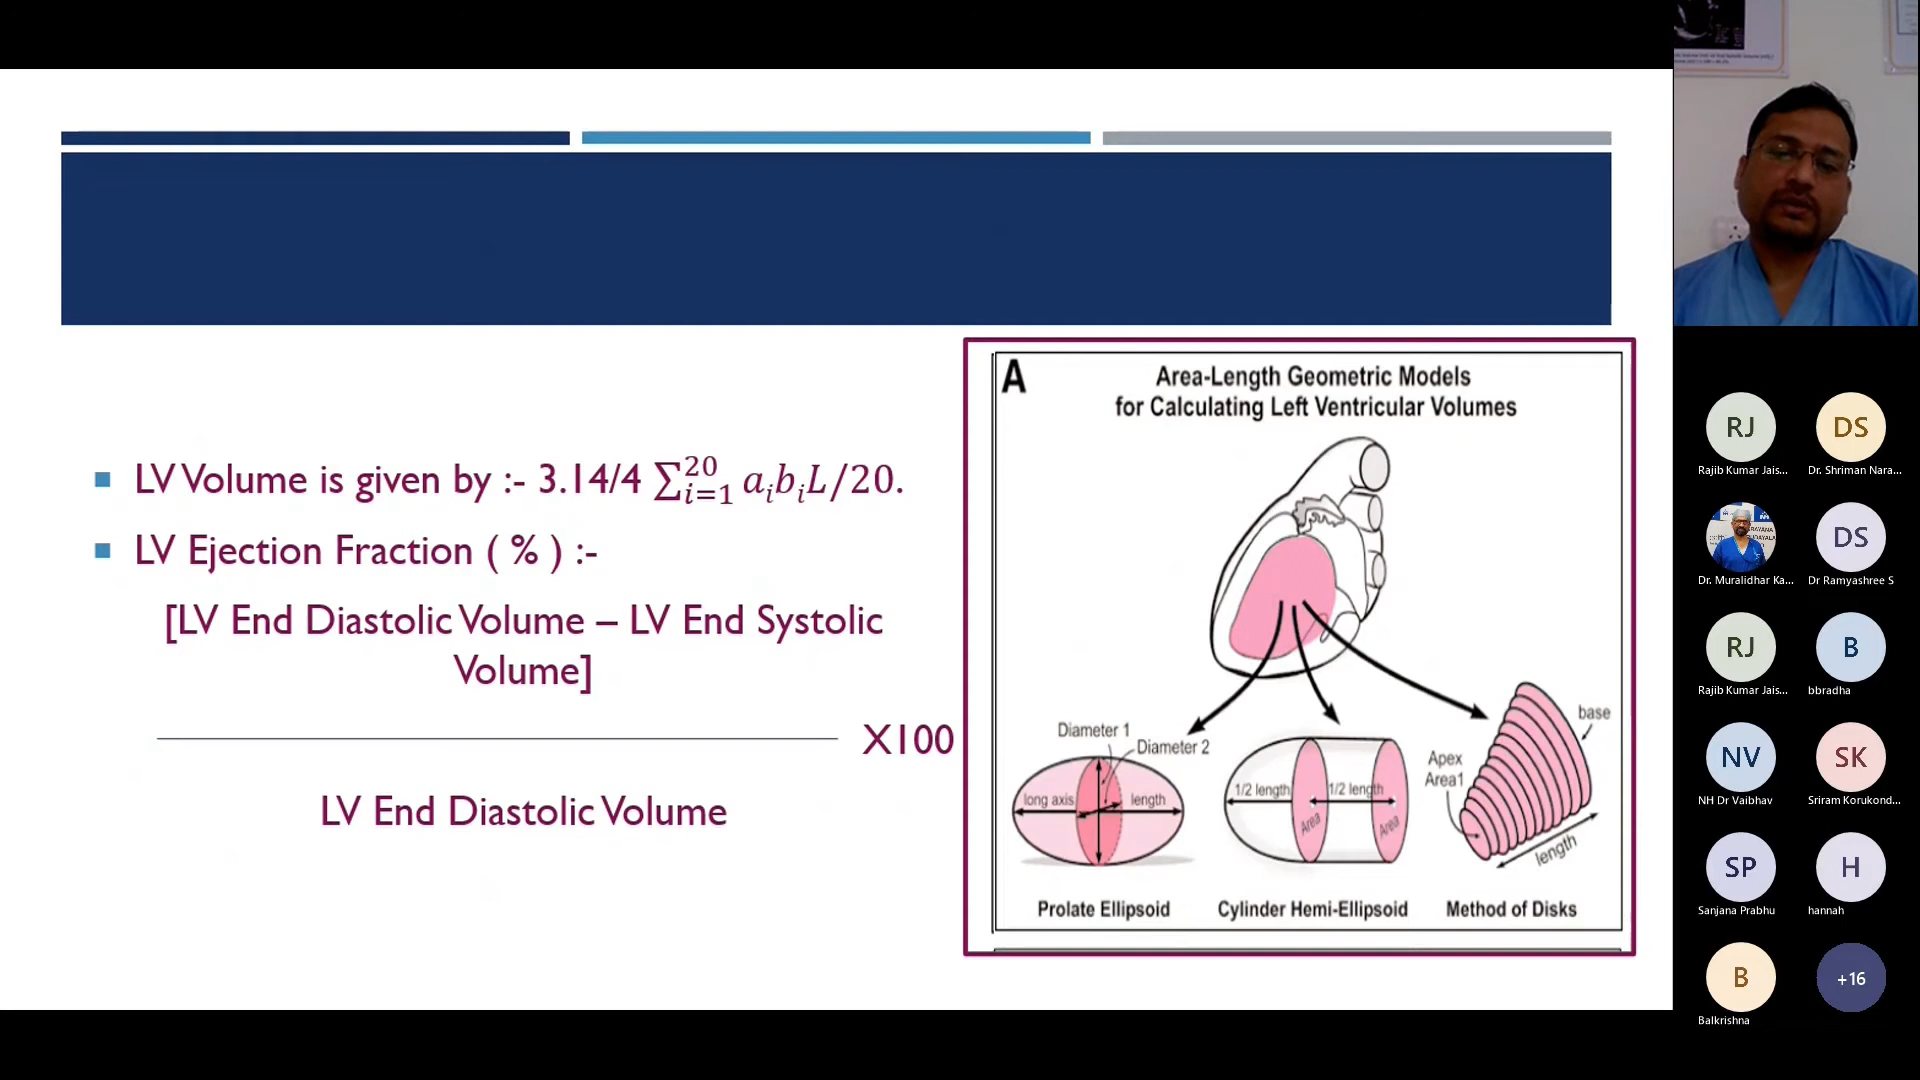 LV Volume is given by :- 3.14/4 ∑_{i=1}^{20} a_i b_i L/20.
LV Ejection Fraction ( % ) :-
[LV End Diastolic Volume – LV End Systolic
Volume]
X100
LV End Diastolic Volume
A
Area-Length Geometric Models
for Calculating Left Ventricular Volumes
Diameter 1
Diameter 2
long axis
length
Prolate Ellipsoid
1/2 length
1/2 length
Area
Area
Cylinder Hemi-Ellipsoid
base
Apex
Area1
length
Method of Disks
RJ
Rajib Kumar Jais...
DS
Dr. Shriman Nara...
Dr. Muralidhar Ka...
DS
Dr Ramyashree S
RJ
Rajib Kumar Jais...
B
bbradha
NV
NH Dr Vaibhav
SK
Sriram Korukond...
SP
Sanjana Prabhu
H
hannah
B
Balkrishna
+16